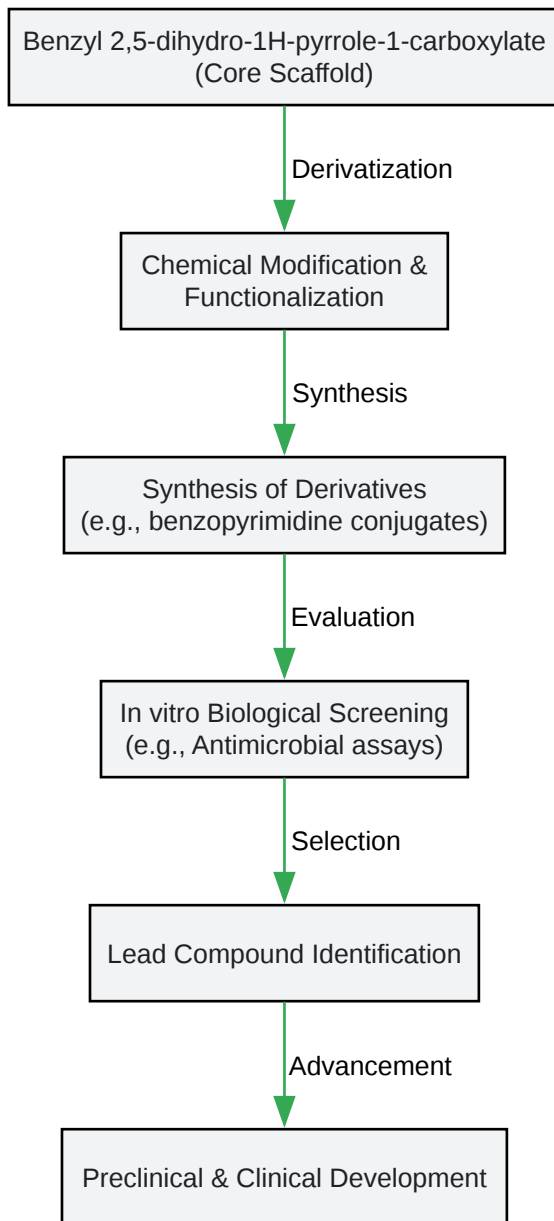 Benzyl 2,5-dihydro-1H-pyrrole-1-carboxylate
(Core Scaffold)
Derivatization
Chemical Modification &
Functionalization
Synthesis
Synthesis of Derivatives
(e.g., benzopyrimidine conjugates)
Evaluation
In vitro Biological Screening
(e.g., Antimicrobial assays)
Selection
Lead Compound Identification
Advancement
Preclinical & Clinical Development